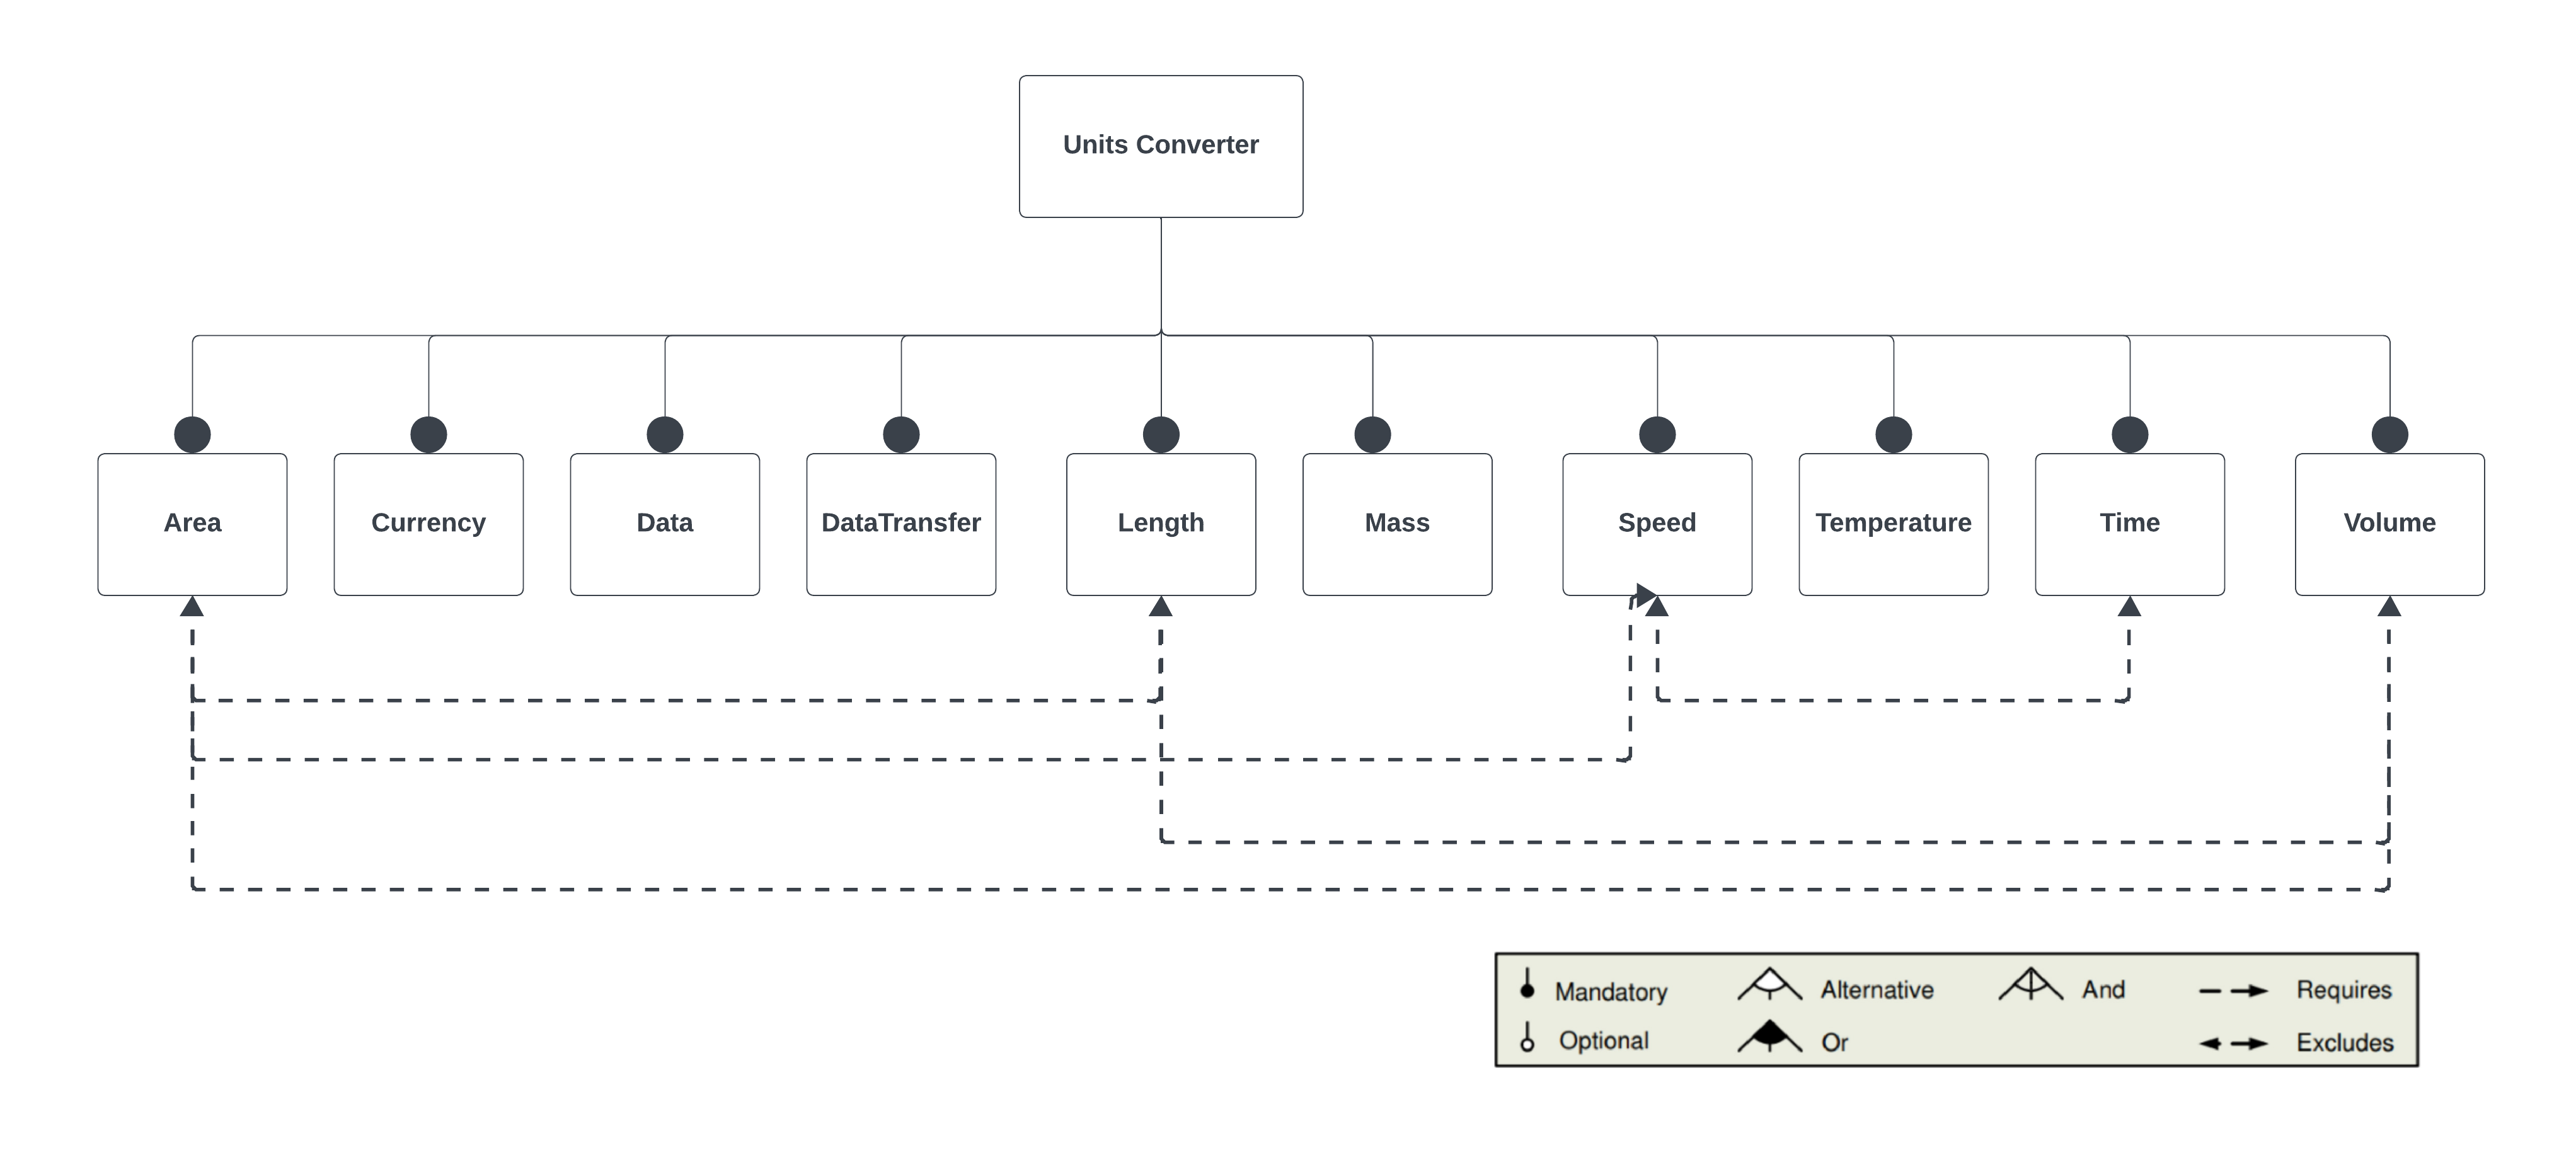 Units Converter
Area
Currency
Data
DataTransfer
Length
Mass
Speed
Temperature
Time
Volume
Mandatory
Alternative
And
Requires
Optional
Or
Excludes